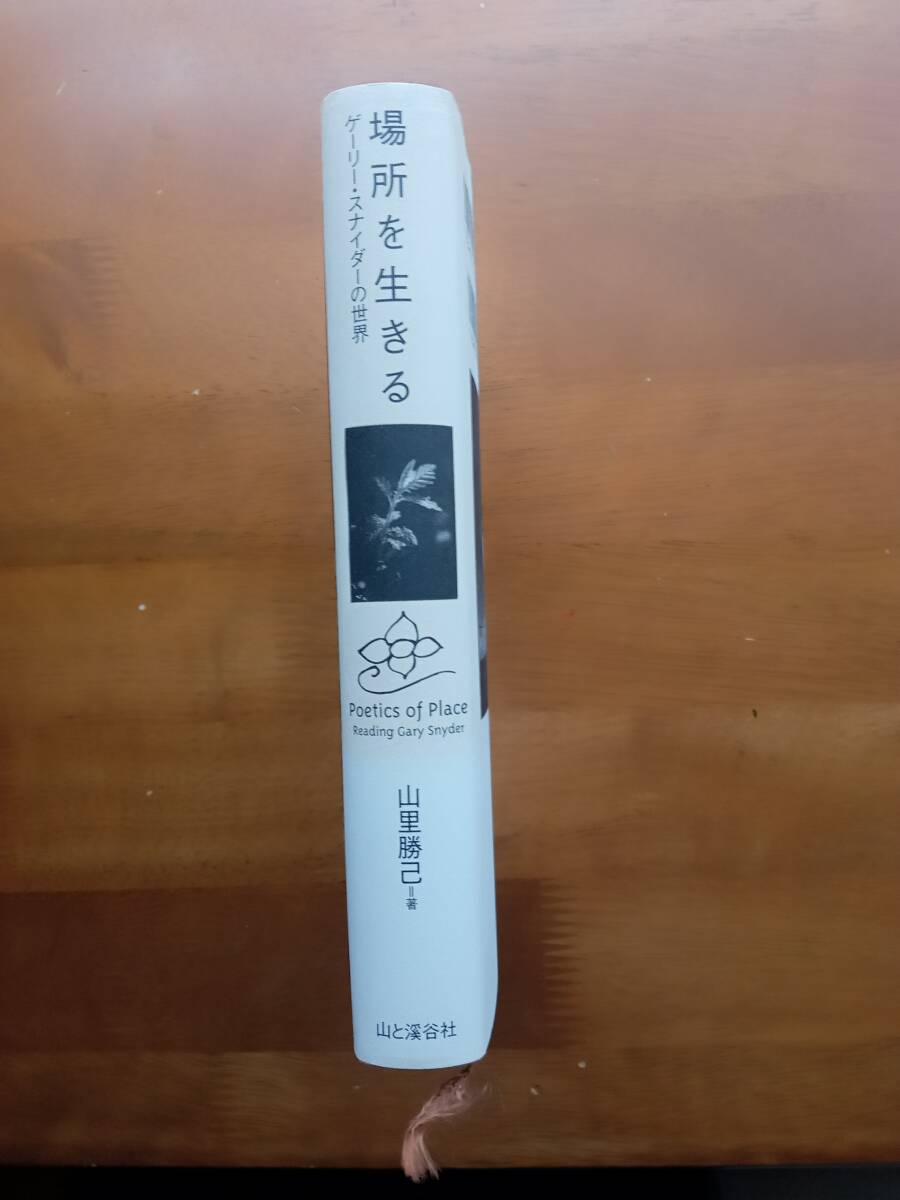 場所を生きる
ゲーリー・スナイダーの世界
Poetics of Place
Reading Gary Snyder
山里勝己=著
山と溪谷社